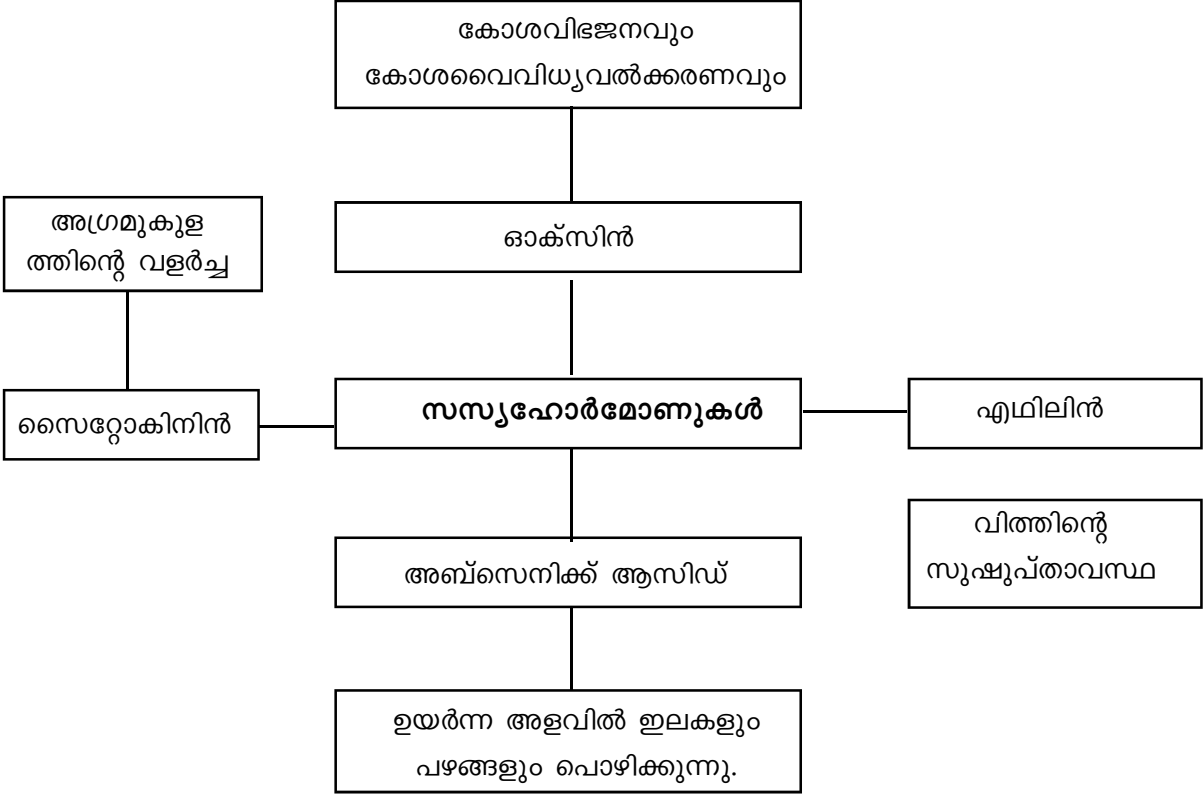 കോശവിഭജനവും
കോശവൈവിധ്യവൽക്കരണവും
അഗ്രമുകുള
ത്തിന്റെ വളർച്ച
ഓക്സിൻ
സൈറ്റോകിനിൻ
സസ്യഹോർമോണുകൾ
എഥിലിൻ
വിത്തിന്റെ
സുഷുപ്താവസ്ഥ
അബ്സെനിക്ക് ആസിഡ്
ഉയർന്ന അളവിൽ ഇലകളും
പഴങ്ങളും പൊഴിക്കുന്നു.